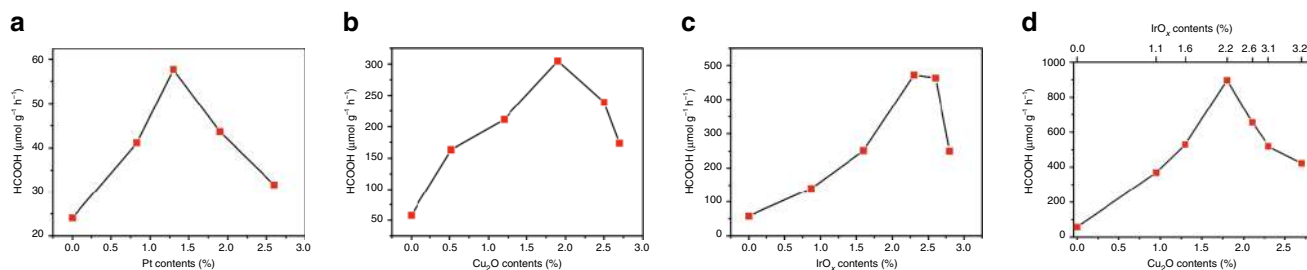 a
HCOOH (μmol g⁻¹ h⁻¹)
60
50
40
30
20
0.0 0.5 1.0 1.5 2.0 2.5 3.0
Pt contents (%)
b
HCOOH (μmol g⁻¹ h⁻¹)
300
250
200
150
100
50
0.0 0.5 1.0 1.5 2.0 2.5 3.0
Cu₂O contents (%)
c
HCOOH (μmol g⁻¹ h⁻¹)
500
400
300
200
100
0
0.0 0.5 1.0 1.5 2.0 2.5 3.0
IrOₓ contents (%)
d
IrOₓ contents (%)
0.0 1.1 1.6 2.2 2.6 3.1 3.2
HCOOH (μmol g⁻¹ h⁻¹)
1000
800
600
400
200
0
0.0 0.5 1.0 1.5 2.0 2.5
Cu₂O contents (%)